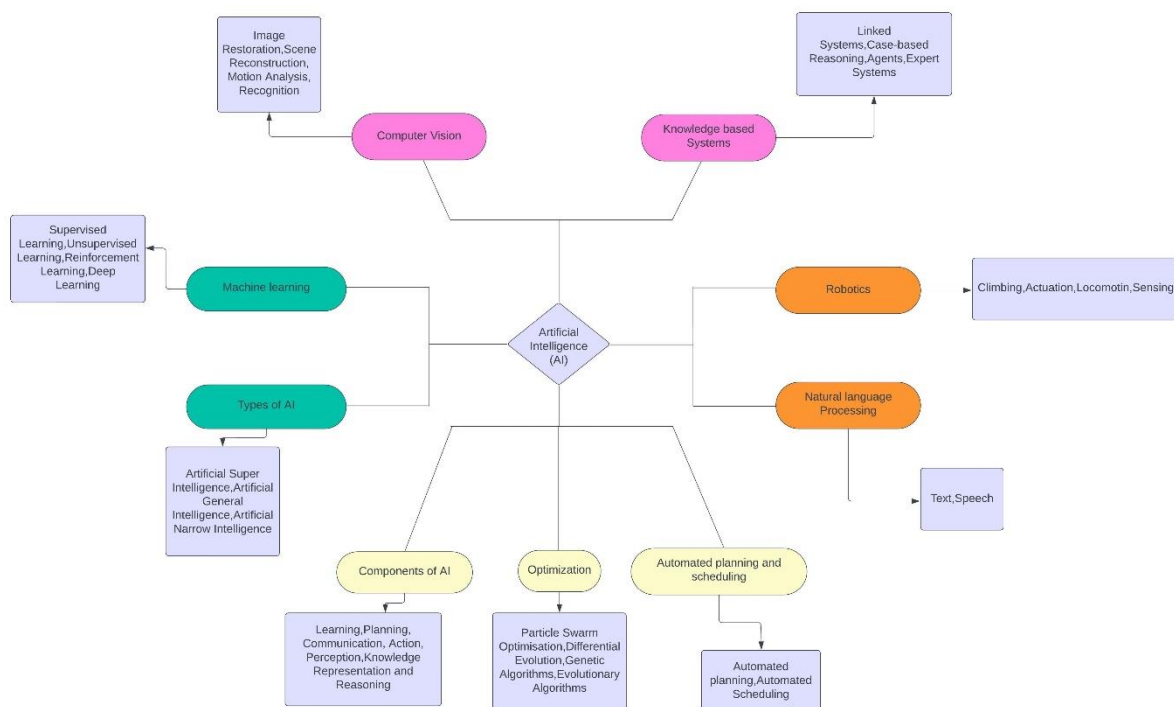 Image
Restoration,Scene
Reconstruction,
Motion Analysis,
Recognition
Linked
Systems,Case-based
Reasoning,Agents,Expert
Systems
Computer Vision
Knowledge based
Systems
Supervised
Learning,Unsupervised
Learning,Reinforcement
Learning,Deep
Learning
Machine learning
Robotics
Climbing,Actuation,Locomotin,Sensing
Artificial
Intelligence
(AI)
Types of AI
Natural language
Processing
Artificial Super
Intelligence,Artificial
General
Intelligence,Artificial
Narrow Intelligence
Text,Speech
Components of AI
Optimization
Automated planning and
scheduling
Learning,Planning,
Communication, Action,
Perception,Knowledge
Representation and
Reasoning
Particle Swarm
Optimisation,Differential
Evolution,Genetic
Algorithms,Evolutionary
Algorithms
Automated
planning,Automated
Scheduling